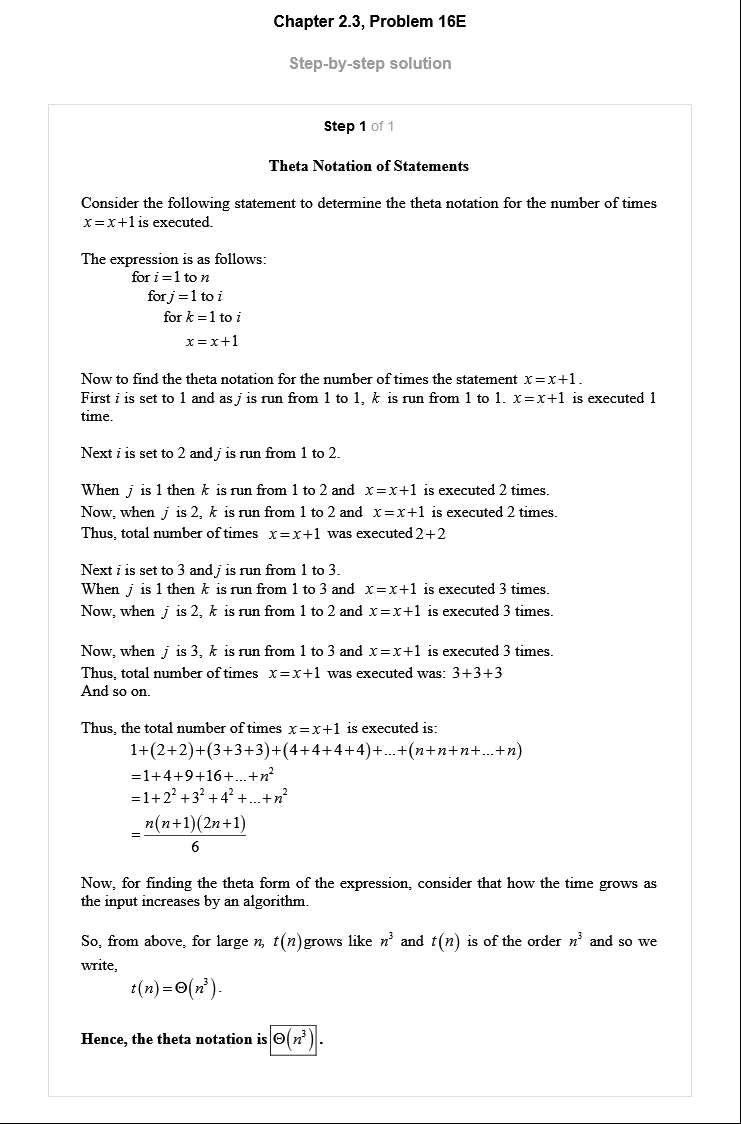 Chapter 2.3, Problem 16E
Step-by-step solution
Step 1 of 1
Theta Notation of Statements
Consider the following statement to determine the theta notation for the number of times
x = x+1 is executed.
The expression is as follows:
for i = 1 to n
for j = 1 to i
for k = 1 to i
x = x+1
Now to find the theta notation for the number of times the statement x = x+1.
First i is set to 1 and as j is run from 1 to 1, k is run from 1 to 1. x = x+1 is executed 1
time.
Next i is set to 2 and j is run from 1 to 2.
When j is 1 then k is run from 1 to 2 and x = x+1 is executed 2 times.
Now, when j is 2, k is run from 1 to 2 and x = x+1 is executed 2 times.
Thus, total number of times x = x+1 was executed 2+2
Next i is set to 3 and j is run from 1 to 3.
When j is 1 then k is run from 1 to 3 and x = x+1 is executed 3 times.
Now, when j is 2, k is run from 1 to 2 and x = x+1 is executed 3 times.
Now, when j is 3, k is run from 1 to 3 and x = x+1 is executed 3 times.
Thus, total number of times x = x+1 was executed was: 3+3+3
And so on.
Thus, the total number of times x = x+1 is executed is:
1+(2+2)+(3+3+3)+(4+4+4+4)+...+(n+n+n+...+n)
=1+4+9+16+...+n²
=1+2²+3²+4²+...+n²
= n(n+1)(2n+1)
6
Now, for finding the theta form of the expression, consider that how the time grows as
the input increases by an algorithm.
So, from above, for large n, t(n) grows like n³ and t(n) is of the order n³ and so we
write,
t(n) = Θ(n³).
Hence, the theta notation is Θ(n³).